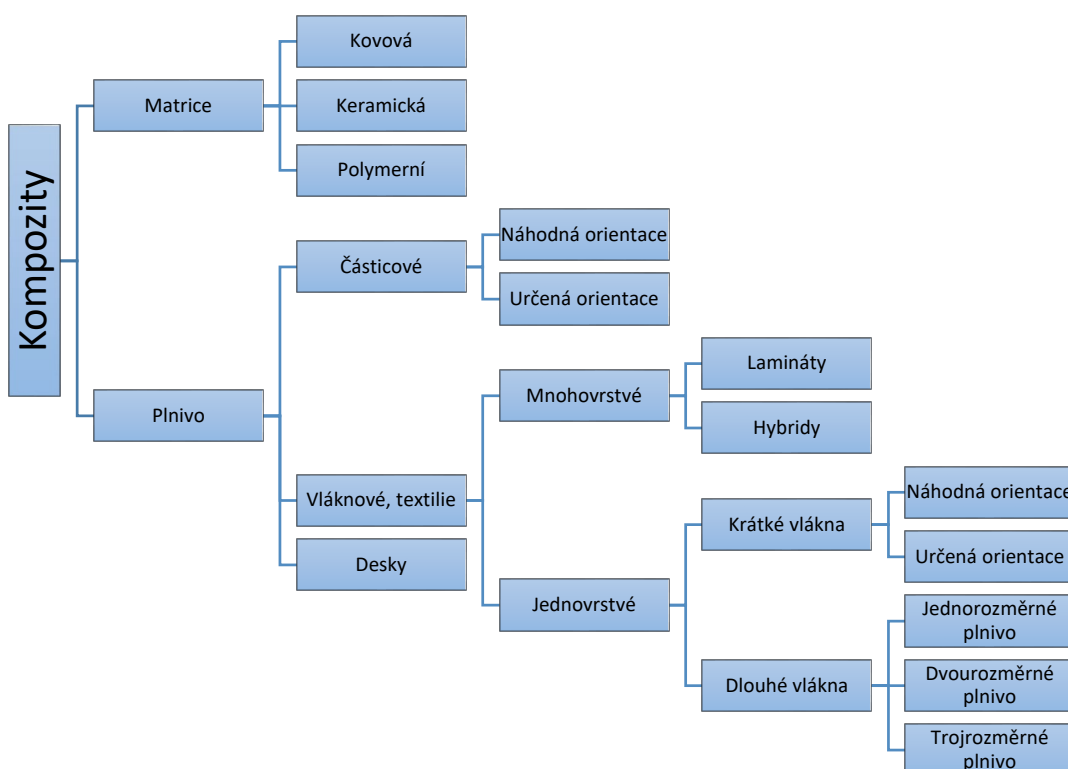 Kompozity
Matrice
Kovová
Keramická
Polymerní
Plnivo
Částicové
Náhodná orientace
Určená orientace
Vláknové, textilie
Mnohovrstvé
Lamináty
Hybridy
Jednovrstvé
Krátké vlákna
Náhodná orientace
Určená orientace
Dlouhé vlákna
Jednorozměrné
plnivo
Dvourozměrné
plnivo
Trojrozměrné
plnivo
Desky